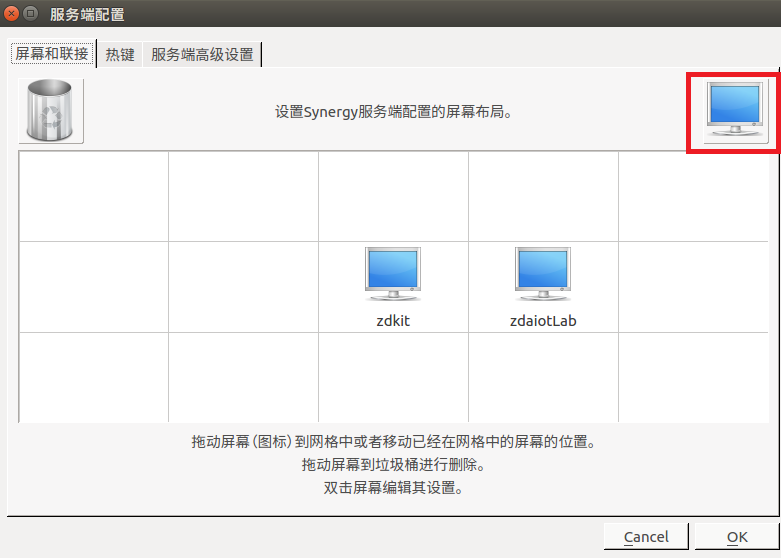 服务端配置
屏幕和联接 热键 服务端高级设置
设置Synergy服务端配置的屏幕布局。
zdkit zdaiotLab
拖动屏幕(图标)到网格中或者移动已经在网格中的屏幕的位置。
拖动屏幕到垃圾桶进行删除。
双击屏幕编辑其设置。
Cancel OK